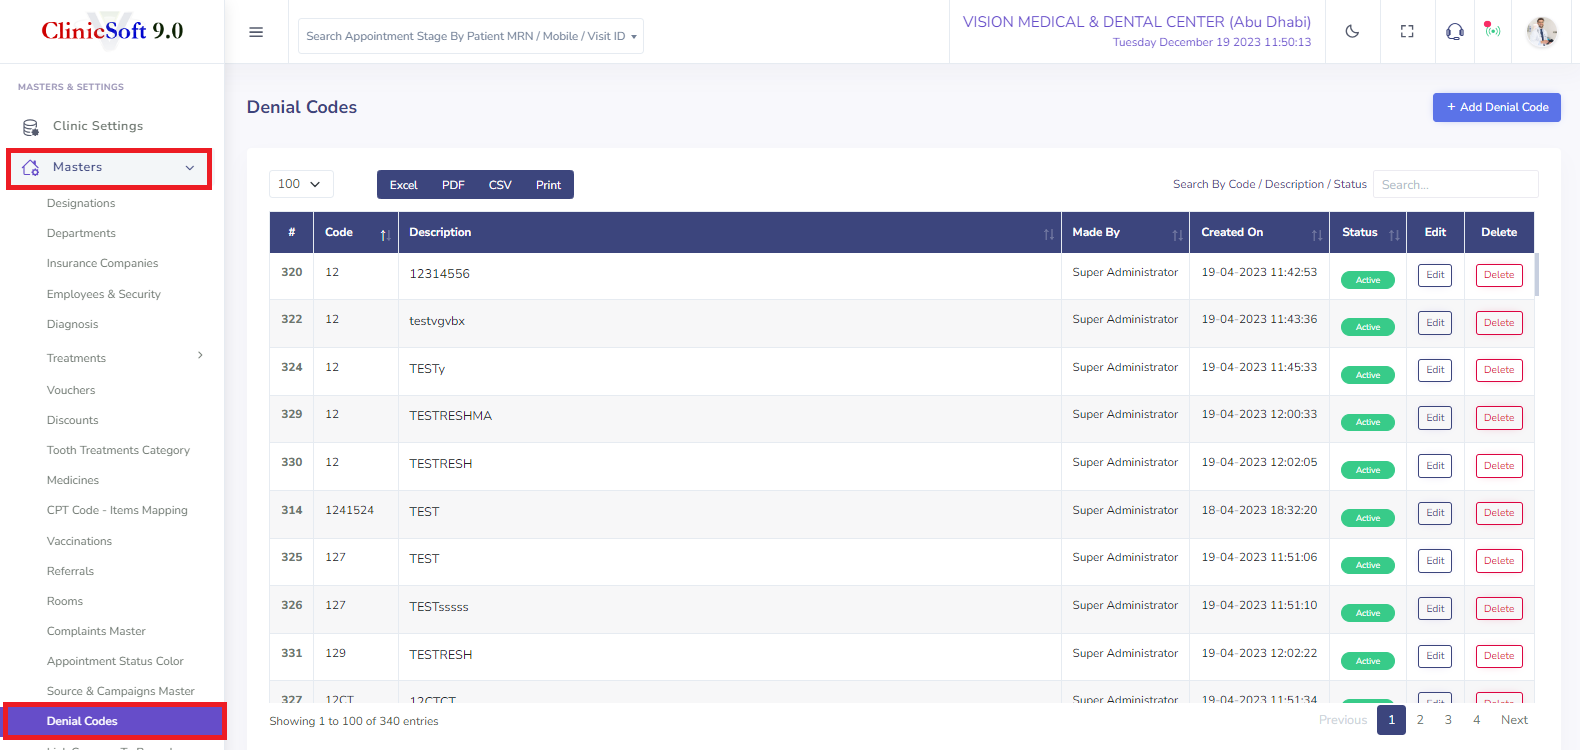 ClinicSoft 9.0
Search Appointment Stage By Patient MRN / Mobile / Visit ID
VISION MEDICAL & DENTAL CENTER (Abu Dhabi)
Tuesday December 19 2023 11:50:13
MASTERS & SETTINGS
Clinic Settings
Masters
Designations
Departments
Insurance Companies
Employees & Security
Diagnosis
Treatments
Vouchers
Discounts
Tooth Treatments Category
Medicines
CPT Code - Items Mapping
Vaccinations
Referrals
Rooms
Complaints Master
Appointment Status Color
Source & Campaigns Master
Denial Codes
Denial Codes
+ Add Denial Code
100
Excel PDF CSV Print
Search By Code / Description / Status Search...
# Code Description Made By Created On Status Edit Delete
320 12 12314556 Super Administrator 19-04-2023 11:42:53 Active Edit Delete
322 12 testvgvbx Super Administrator 19-04-2023 11:43:36 Active Edit Delete
324 12 TESTy Super Administrator 19-04-2023 11:45:33 Active Edit Delete
329 12 TESTRESHMA Super Administrator 19-04-2023 12:00:33 Active Edit Delete
330 12 TESTRESH Super Administrator 19-04-2023 12:02:05 Active Edit Delete
314 1241524 TEST Super Administrator 18-04-2023 18:32:20 Active Edit Delete
325 127 TEST Super Administrator 19-04-2023 11:51:06 Active Edit Delete
326 127 TESTsssss Super Administrator 19-04-2023 11:51:10 Active Edit Delete
331 129 TESTRESH Super Administrator 19-04-2023 12:02:22 Active Edit Delete
327 12CT 12CTCT Super Administrator 19-04-2023 11:51:34 Edit Delete
Showing 1 to 100 of 340 entries
Previous 1 2 3 4 Next